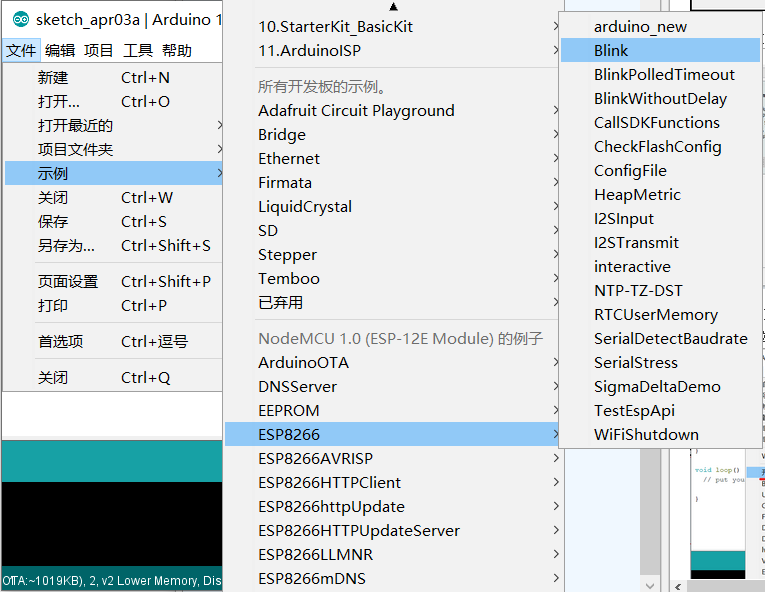 sketch_apr03a | Arduino 1
文件 编辑 项目 工具 帮助
新建 Ctrl+N
打开... Ctrl+O
打开最近的
项目文件夹
示例
关闭 Ctrl+W
保存 Ctrl+S
另存为... Ctrl+Shift+S
页面设置 Ctrl+Shift+P
打印 Ctrl+P
首选项 Ctrl+逗号
关闭 Ctrl+Q
OTA:~1019KB), 2, v2 Lower Memory, Dis
10.StarterKit_BasicKit
11.ArduinoISP
所有开发板的示例。
Adafruit Circuit Playground
Bridge
Ethernet
Firmata
LiquidCrystal
SD
Stepper
Temboo
已弃用
NodeMCU 1.0 (ESP-12E Module) 的例子
ArduinoOTA
DNSServer
EEPROM
ESP8266
ESP8266AVRISP
ESP8266HTTPClient
ESP8266httpUpdate
ESP8266HTTPUpdateServer
ESP8266LLMNR
ESP8266mDNS
arduino_new
Blink
BlinkPolledTimeout
BlinkWithoutDelay
CallSDKFunctions
CheckFlashConfig
ConfigFile
HeapMetric
I2SInput
I2STransmit
interactive
NTP-TZ-DST
RTCUserMemory
SerialDetectBaudrate
SerialStress
SigmaDeltaDemo
TestEspApi
WiFiShutdown
void loop()
// put you
}